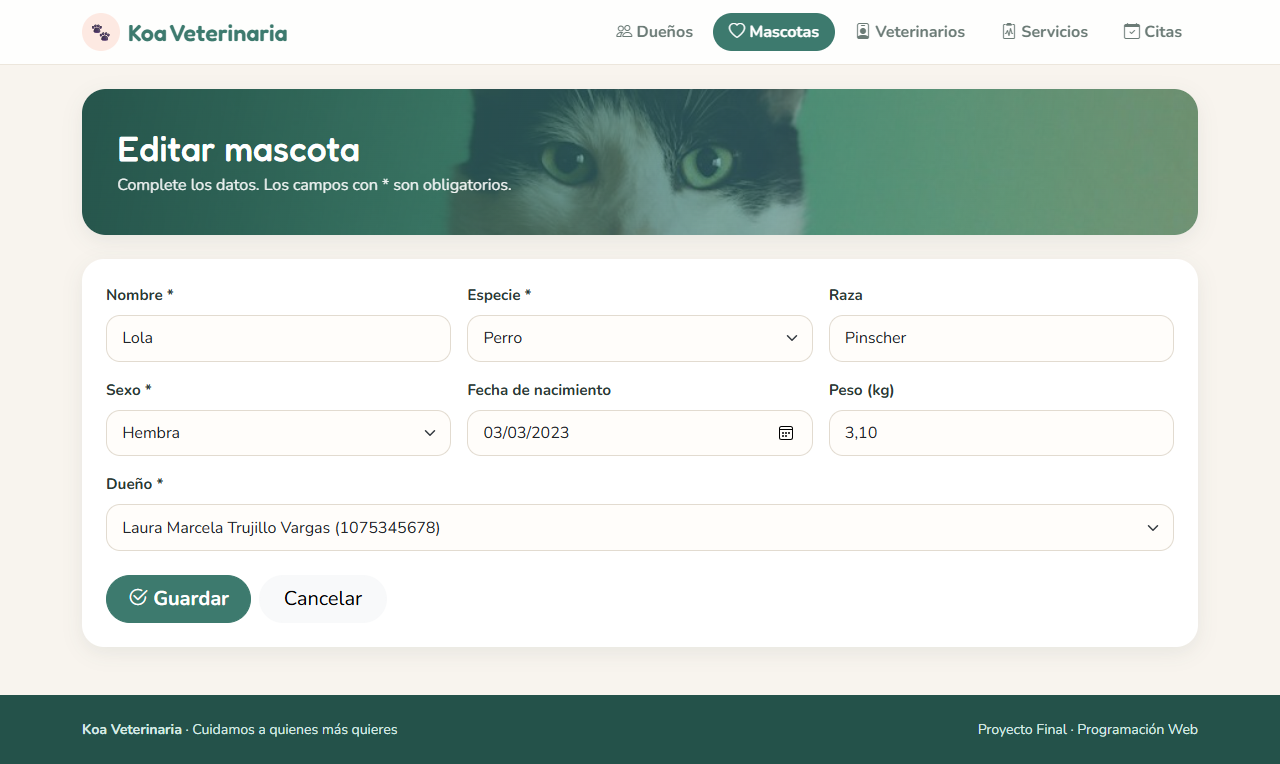 Koa Veterinaria
Dueños
Mascotas
Veterinarios
Servicios
Citas
Editar mascota
Complete los datos. Los campos con * son obligatorios.
Nombre *
Especie *
Raza
Lola
Perro
Pinscher
Sexo *
Fecha de nacimiento
Peso (kg)
Hembra
03/03/2023
3,10
Dueño *
Laura Marcela Trujillo Vargas (1075345678)
Guardar
Cancelar
Koa Veterinaria · Cuidamos a quienes más quieres
Proyecto Final · Programación Web